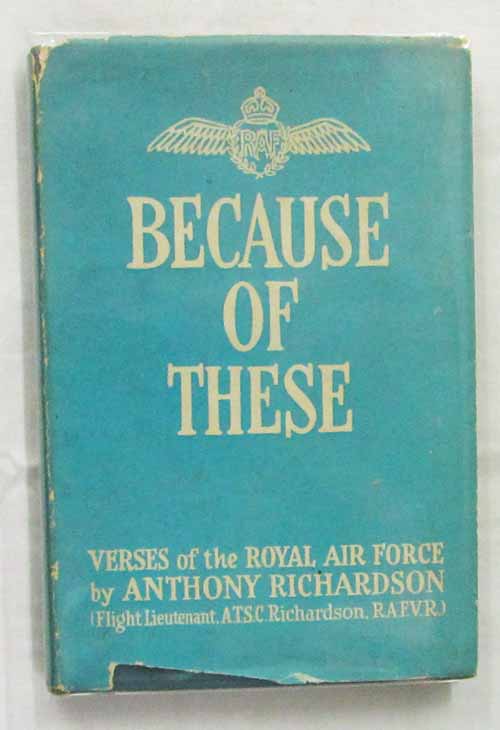 RAF
BECAUSE
OF
THESE
VERSES of the ROYAL AIR FORCE
by ANTHONY RICHARDSON
(Flight Lieutenant, A.T.S.C. Richardson, R.A.F.V.R.)